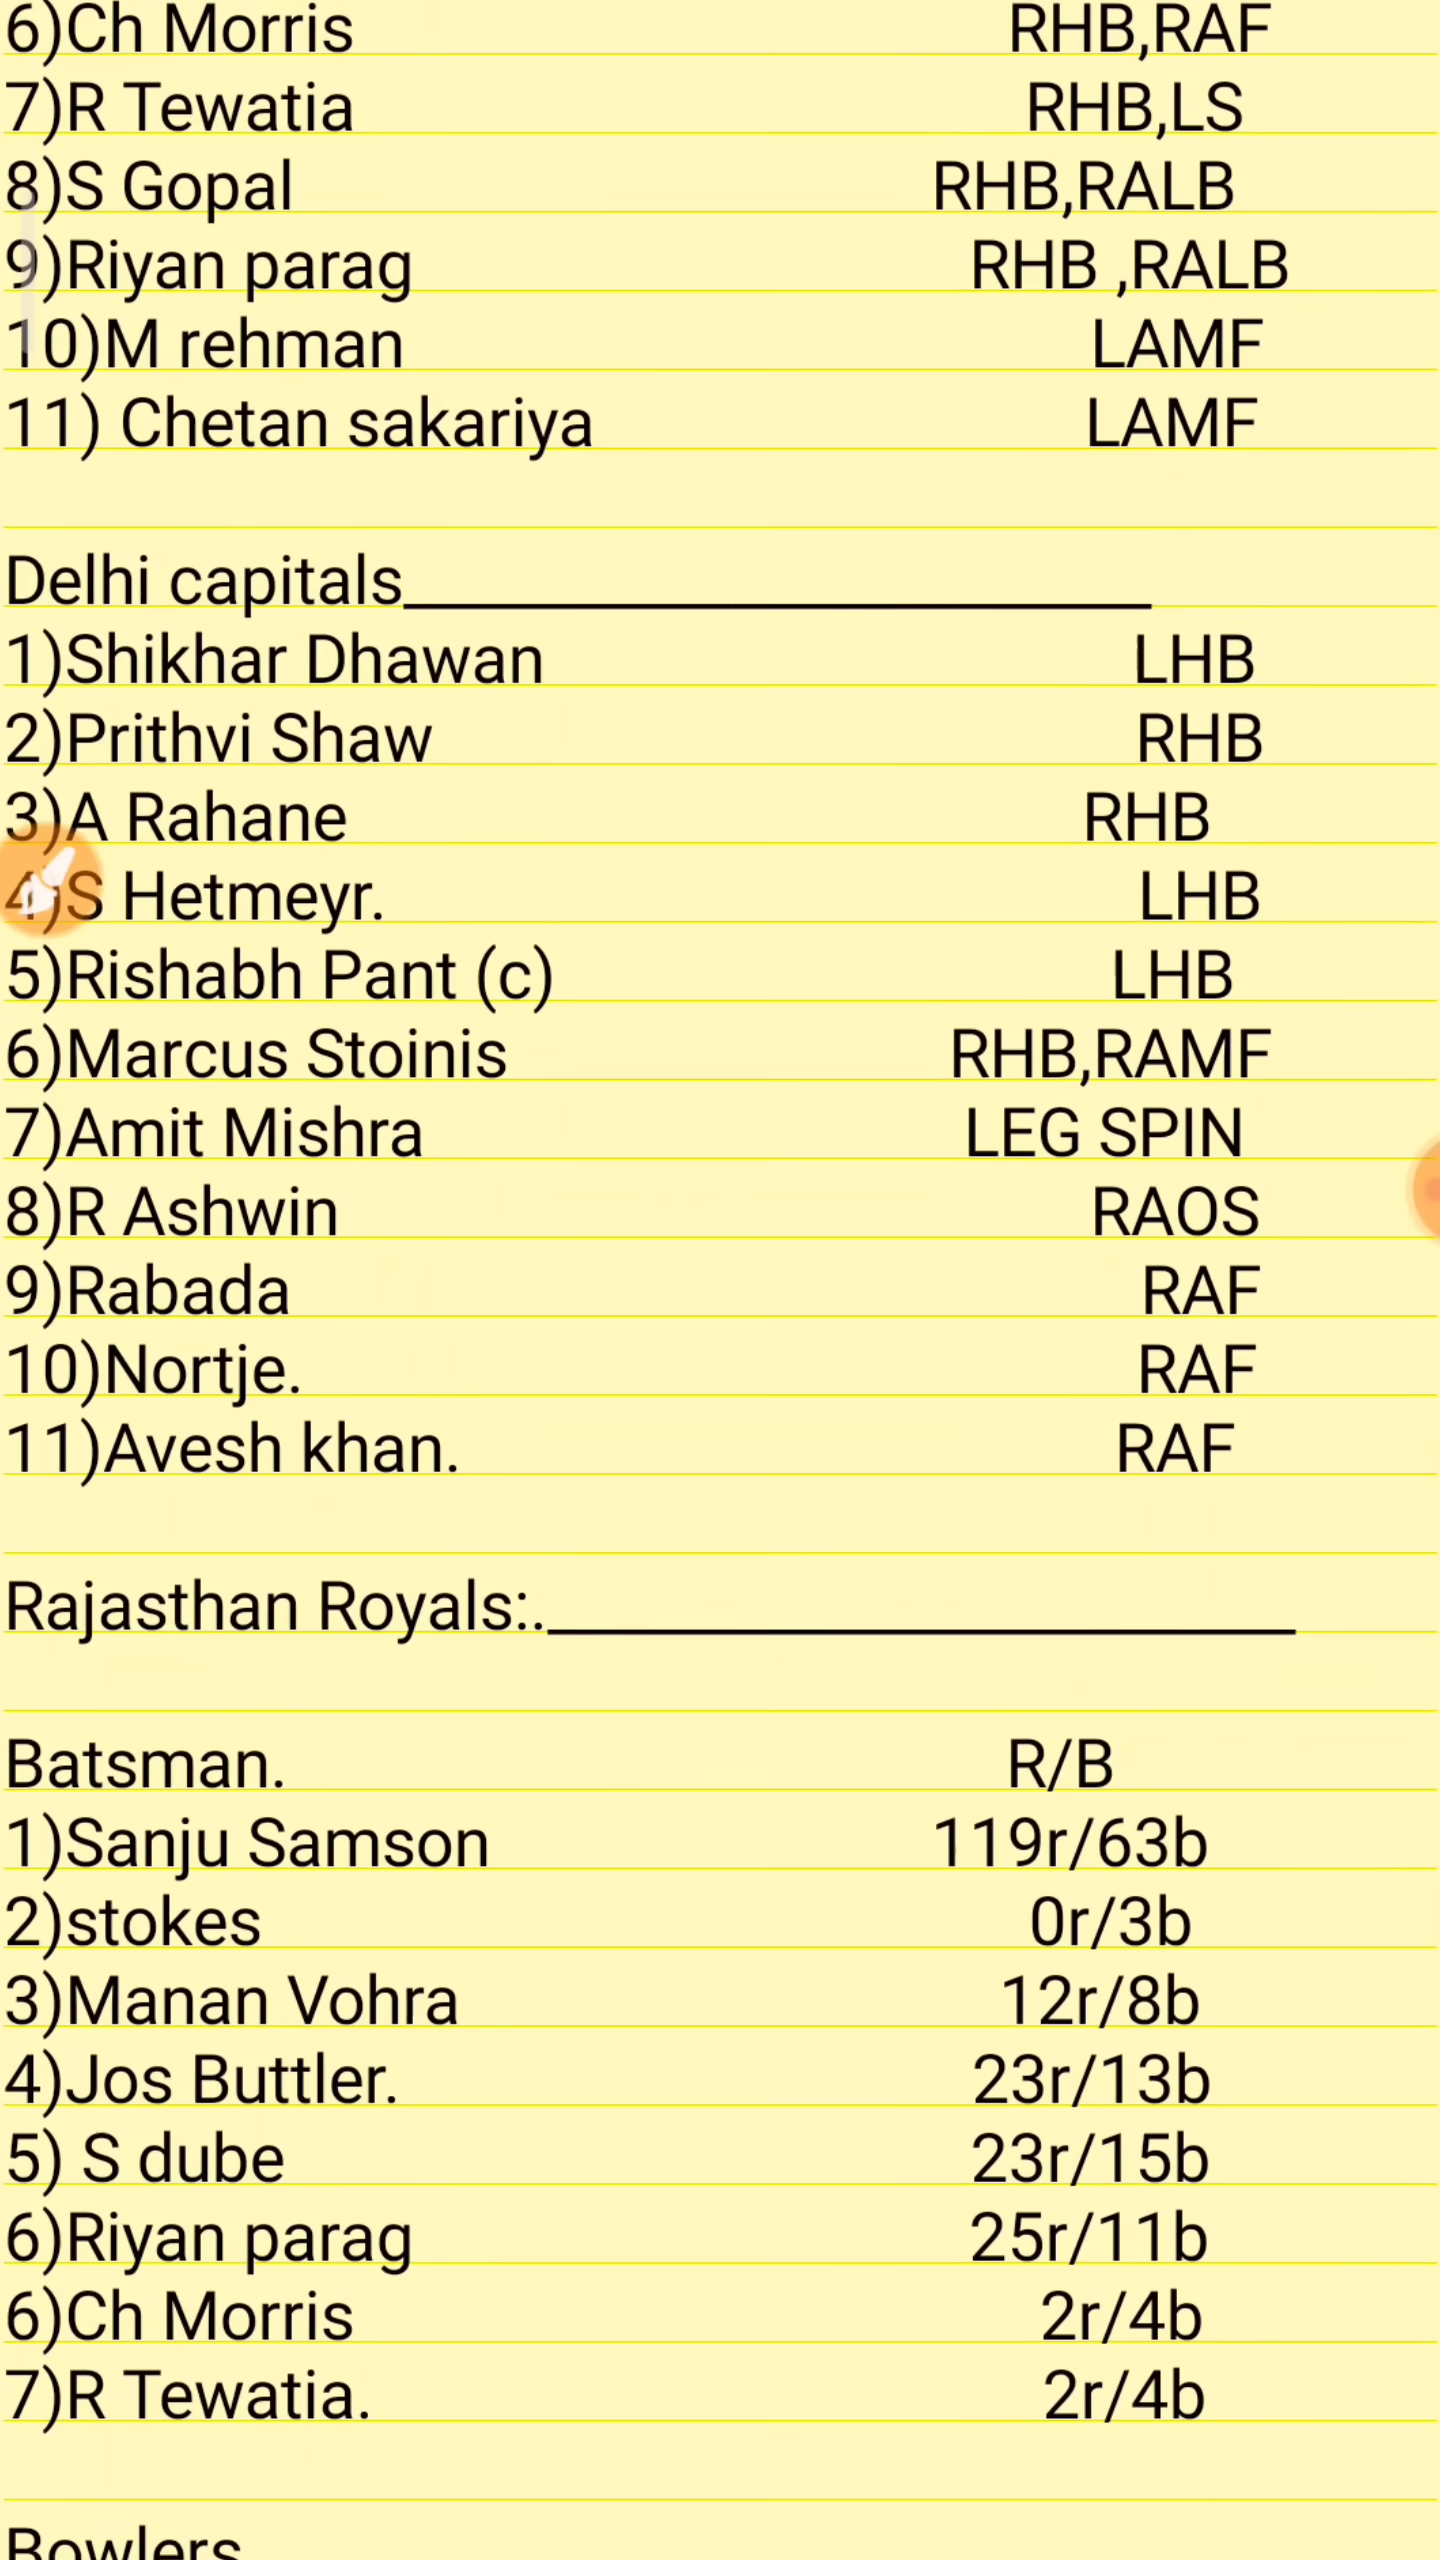 6)Ch Morris RHB,RAF
7)R Tewatia RHB,LS
8)S Gopal RHB,RALB
9)Riyan parag RHB ,RALB
10)M rehman LAMF
11) Chetan sakariya LAMF
Delhi capitals____________________
1)Shikhar Dhawan LHB
2)Prithvi Shaw RHB
3)A Rahane RHB
4)S Hetmeyr. LHB
5)Rishabh Pant (c) LHB
6)Marcus Stoinis RHB,RAMF
7)Amit Mishra LEG SPIN
8)R Ashwin RAOS
9)Rabada RAF
10)Nortje. RAF
11)Avesh khan. RAF
Rajasthan Royals:.____________________
Batsman. R/B
1)Sanju Samson 119r/63b
2)stokes 0r/3b
3)Manan Vohra 12r/8b
4)Jos Buttler. 23r/13b
5) S dube 23r/15b
6)Riyan parag 25r/11b
6)Ch Morris 2r/4b
7)R Tewatia. 2r/4b
Bowlers